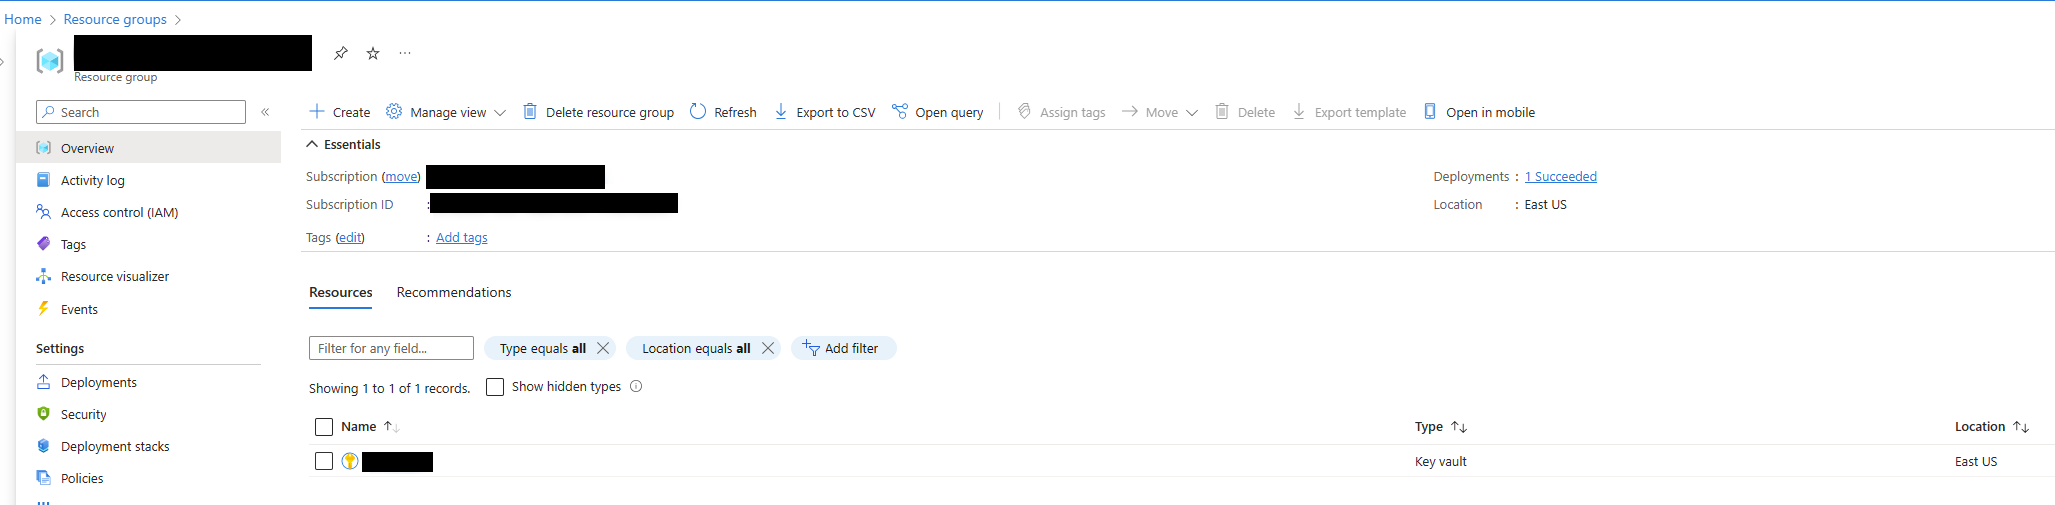 Home > Resource groups >
Resource group
Search
Overview
Activity log
Access control (IAM)
Tags
Resource visualizer
Events
Settings
Deployments
Security
Deployment stacks
Policies
Create Manage view Delete resource group Refresh Export to CSV Open query Assign tags Move Delete Export template Open in mobile
Essentials
Subscription (move)
Subscription ID :
Tags (edit) : Add tags
Deployments : 1 Succeeded
Location : East US
Resources Recommendations
Filter for any field... Type equals all Location equals all Add filter
Showing 1 to 1 of 1 records. Show hidden types
Name Type Location
Key vault East US